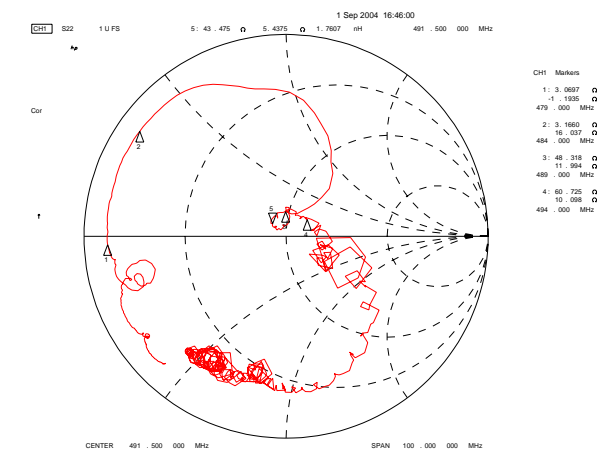 1 Sep 2004 16:46:00
CH1 S22 1 U FS 5: 43 . 475 Ω 5.4375 Ω 1.7607 nH 491 . 500 000 MHz
CH1 Markers
1: 3.0697 Ω
-1 . 1935 Ω
479 . 000 MHz
Cor
2: 3.1660 Ω
16 . 037 Ω
484 . 000 MHz
2
3: 48 . 318 Ω
11 . 994 Ω
489 . 000 MHz
4: 60 . 725 Ω
10 . 098 Ω
494 . 000 MHz
5
4
1
CENTER 491 . 500 000 MHz SPAN 100 . 000 000 MHz